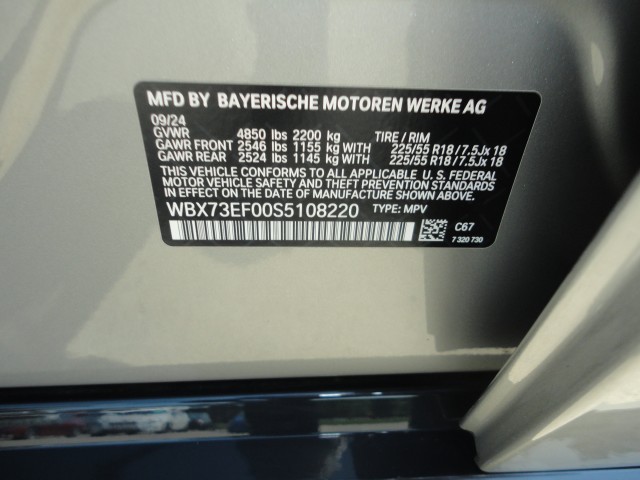 MFD BY BAYERISCHE MOTOREN WERKE AG
09/24
GVWR 4850 lbs 2200 kg TIRE / RIM
GAWR FRONT 2546 lbs 1155 kg WITH 225/55 R18 / 7.5Jx 18
GAWR REAR 2524 lbs 1145 kg WITH 225/55 R18 / 7.5Jx 18
THIS VEHICLE CONFORMS TO ALL APPLICABLE U. S. FEDERAL
MOTOR VEHICLE SAFETY AND THEFT PREVENTION STANDARDS
IN EFFECT ON THE DATE OF MANUFACTURE SHOWN ABOVE.
WBX73EF00S5108220 TYPE: MPV
C67
7 320 730